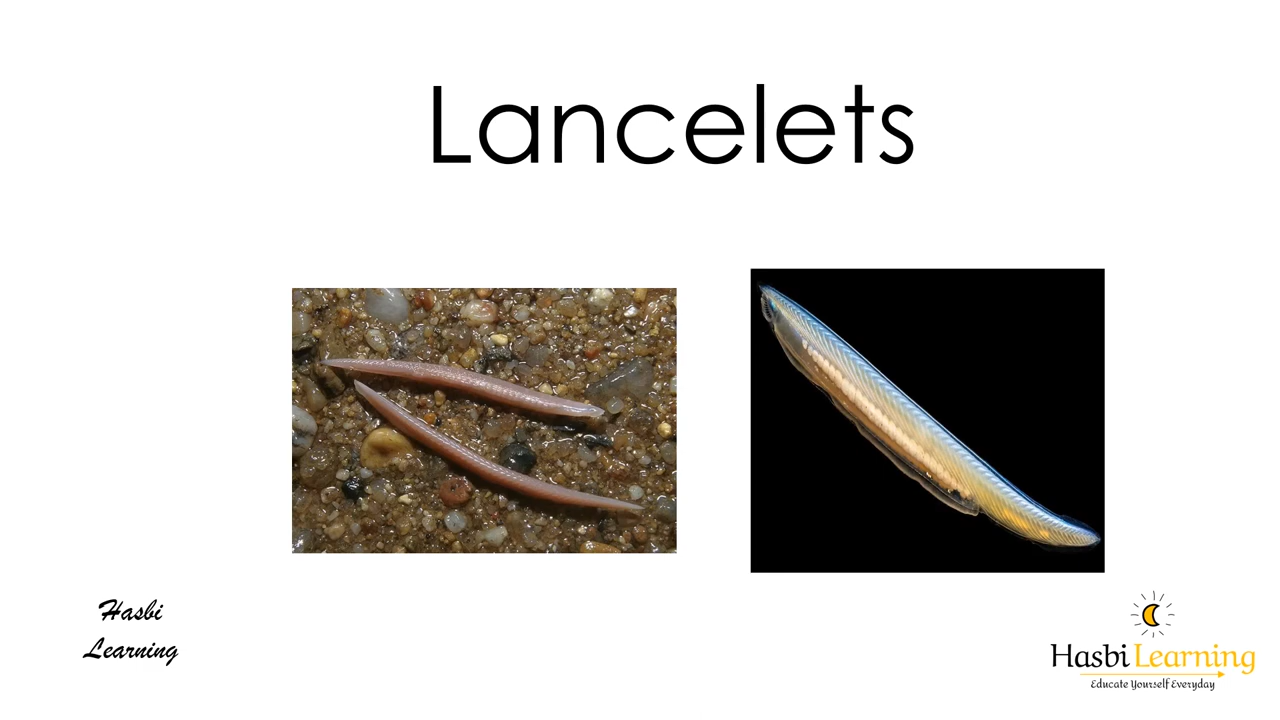 Lancelets
Hasbi
Learning
Hasbi Learning
Educate Yourself Everyday